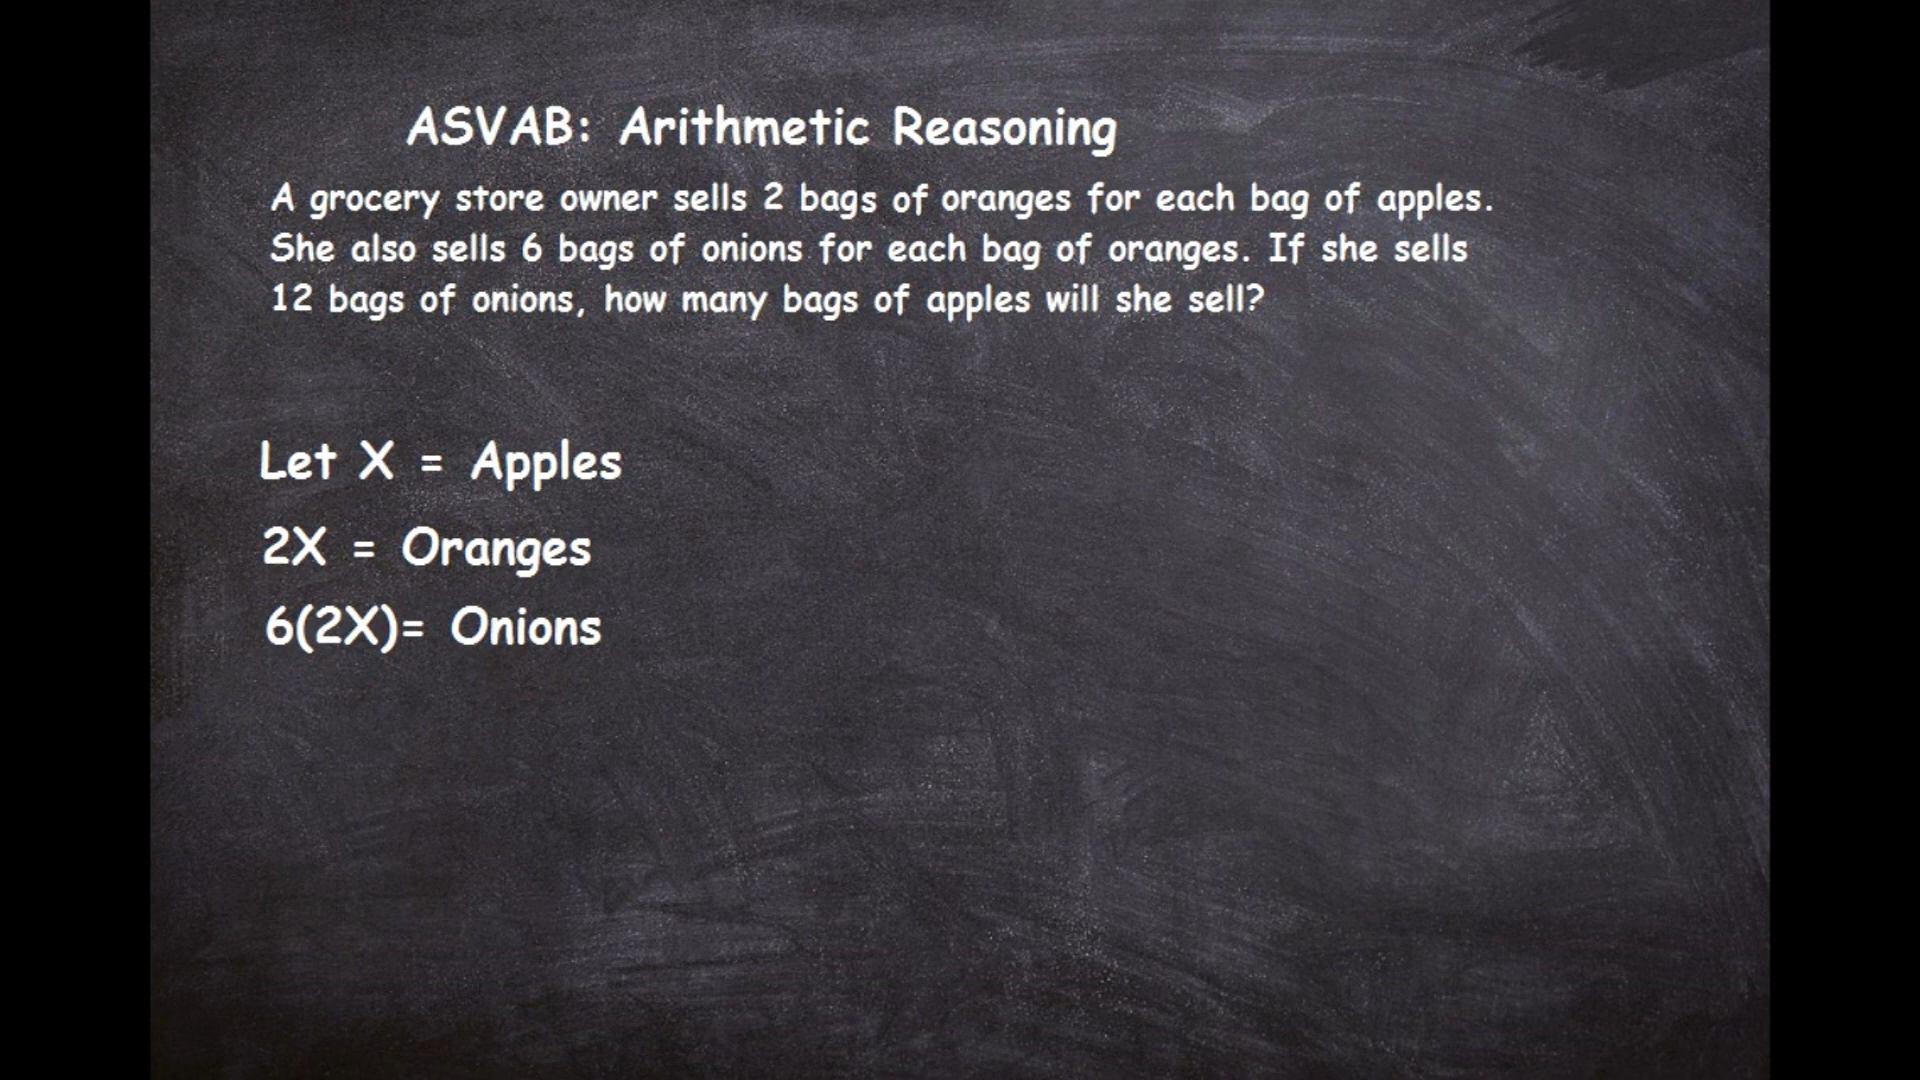 ASVAB: Arithmetic Reasoning
A grocery store owner sells 2 bags of oranges for each bag of apples.
She also sells 6 bags of onions for each bag of oranges. If she sells
12 bags of onions, how many bags of apples will she sell?
Let X = Apples
2X = Oranges
6(2X)= Onions